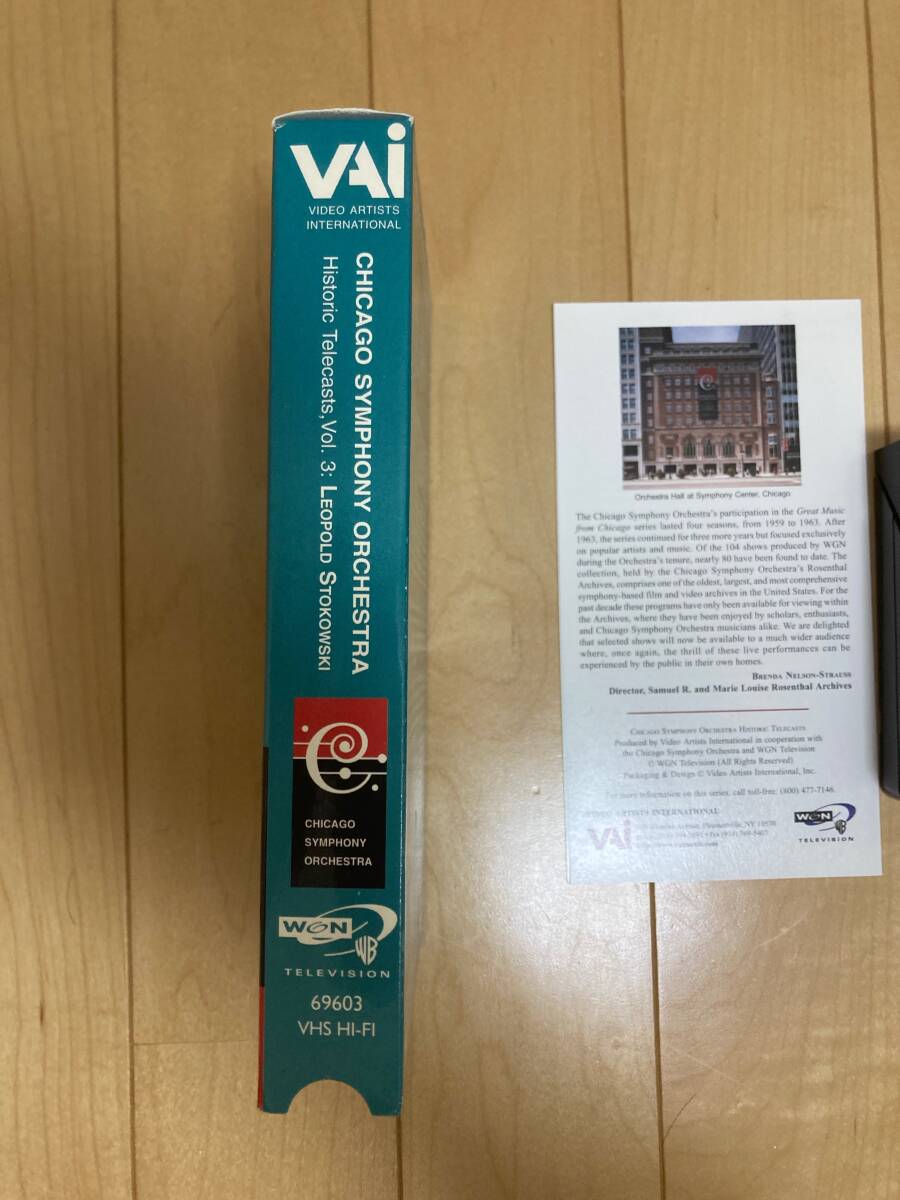 VAi
VIDEO ARTISTS
INTERNATIONAL
CHICAGO SYMPHONY ORCHESTRA
Historic Telecasts, Vol. 3: LEOPOLD STOKOWSKI
CHICAGO
SYMPHONY
ORCHESTRA
WGN
WB
TELEVISION
69603
VHS HI-FI
Orchestra Hall at Symphony Center, Chicago
The Chicago Symphony Orchestra's participation in the Great Music
from Chicago series lasted four seasons, from 1959 to 1963. After
1963, the series continued for three more years but focused exclusively
on popular artists and music. Of the 104 shows produced by WGN
during the Orchestra's tenure, nearly 80 have been found to date. The
collection, held by the Chicago Symphony Orchestra's Rosenthal
Archives, comprises one of the oldest, largest, and most comprehensive
symphony-based film and video archives in the United States. For the
past decade these programs have only been available for viewing within
the Archives, where they have been enjoyed by scholars, enthusiasts,
and Chicago Symphony Orchestra musicians alike. We are delighted
that selected shows will now be available to a much wider audience
where, once again, the thrill of these live performances can be
experienced by the public in their own homes.
BRENDA NELSON-STRAUSS
Director, Samuel R. and Marie Louise Rosenthal Archives
CHICAGO SYMPHONY ORCHESTRA HISTORIC TELECASTS
Produced by Video Artists International in cooperation with
the Chicago Symphony Orchestra and WGN Television
© WGN Television (All Rights Reserved)
Packaging & Design © Video Artists International, Inc.
For more information on this series, call toll-free: (800) 477-7146.
VIDEO ARTISTS INTERNATIONAL
VAi
Pleasantville, NY 10570
WGN
WB
TELEVISION